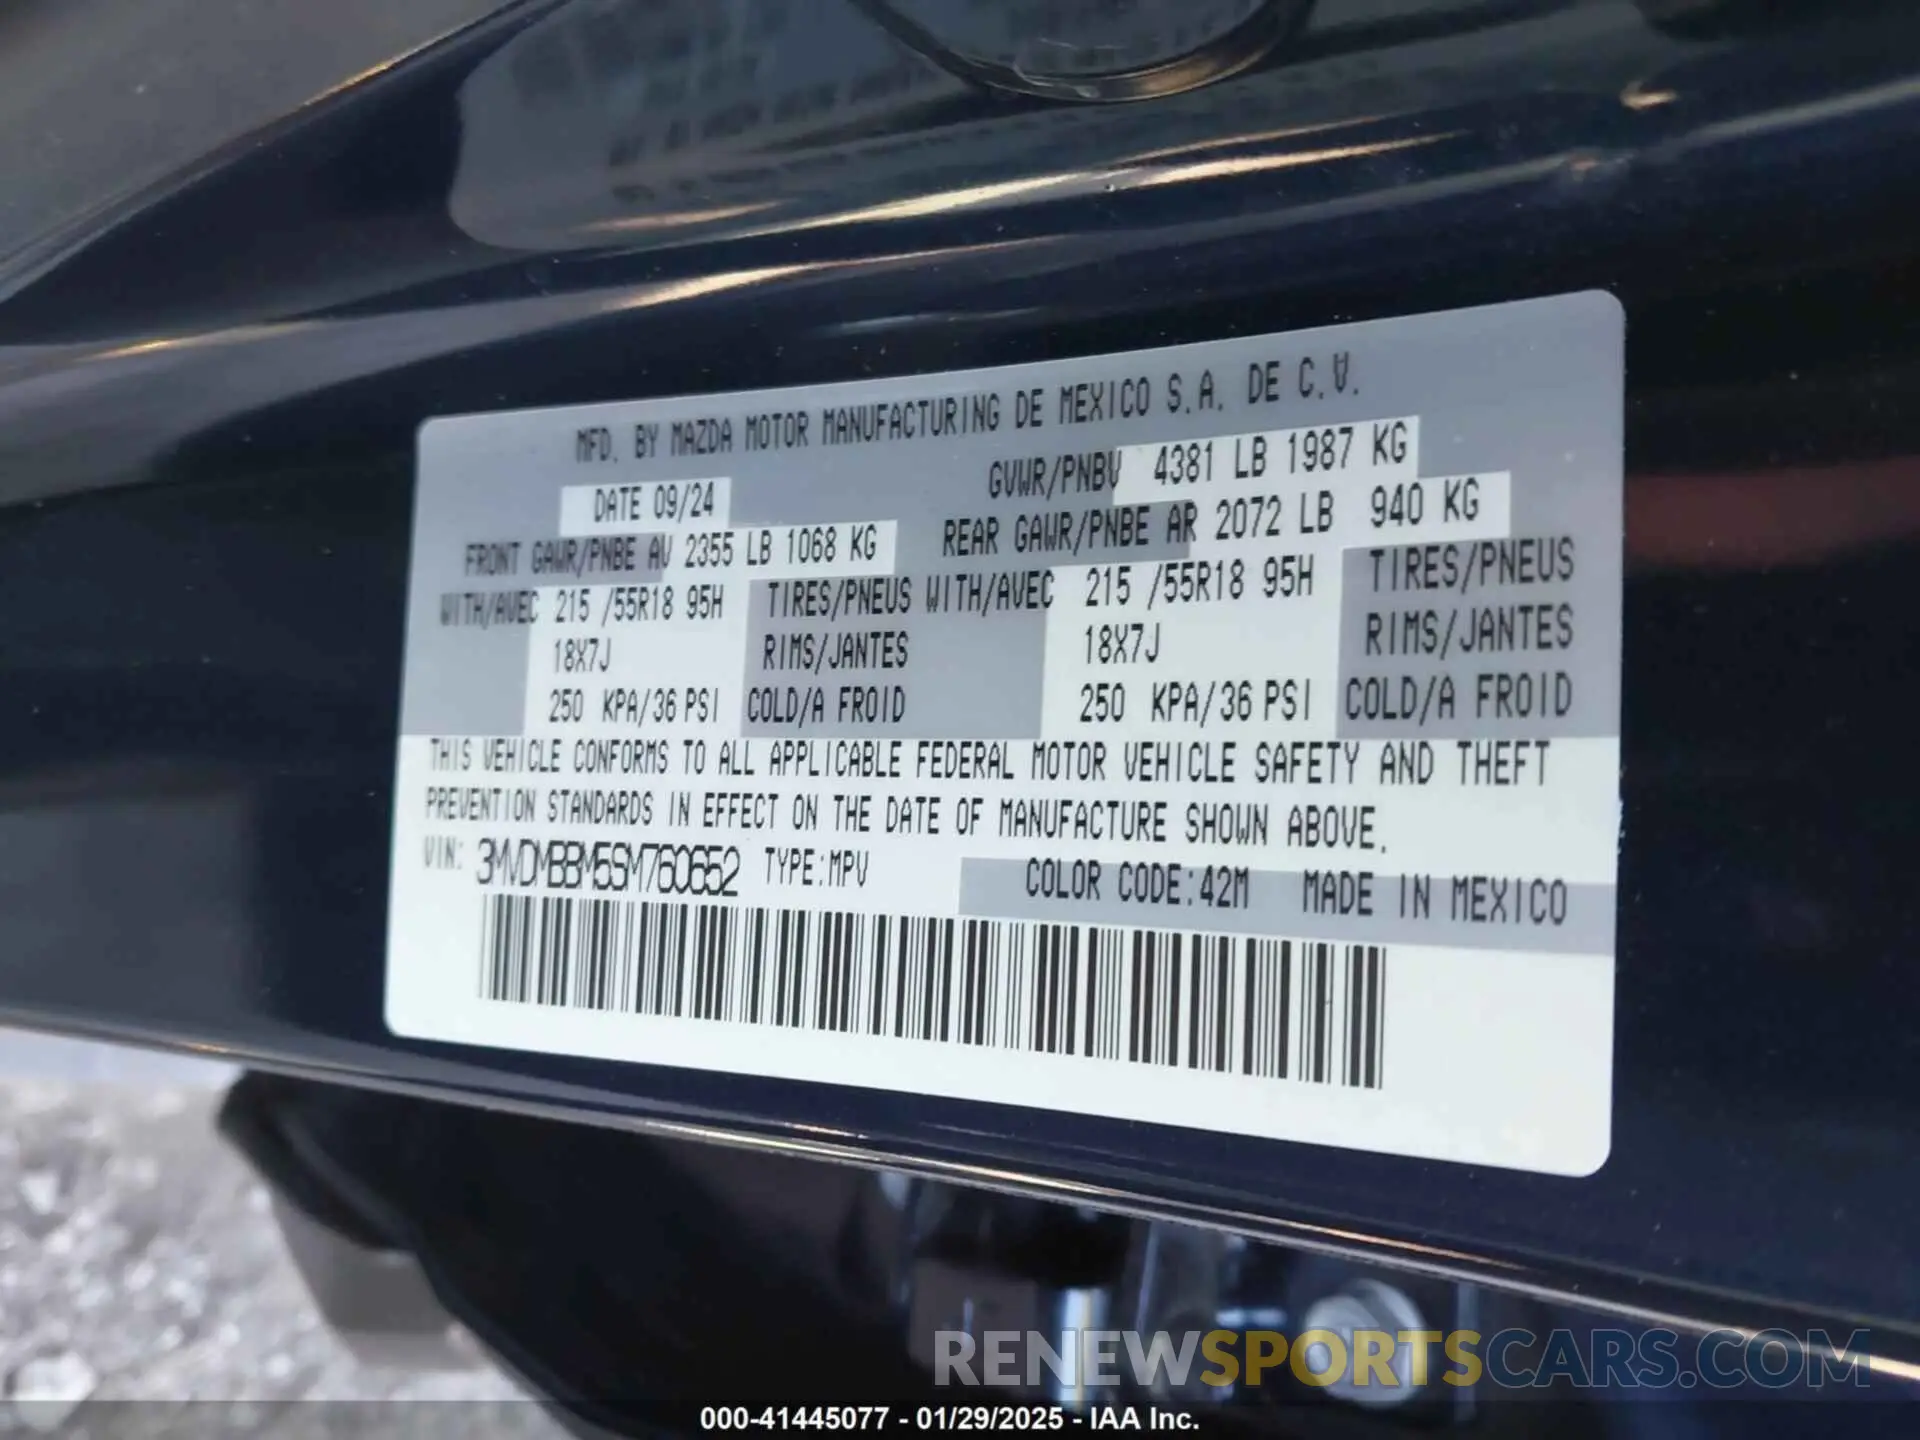 MFD. BY MAZDA MOTOR MANUFACTURING DE MEXICO S.A. DE C.V.
DATE 09/24 GVWR/PNBV 4381 LB 1987 KG
FRONT GAWR/PNBE AV 2355 LB 1068 KG REAR GAWR/PNBE AR 2072 LB 940 KG
WITH/AVEC 215 /55R18 95H TIRES/PNEUS WITH/AVEC 215 /55R18 95H TIRES/PNEUS
18X7J RIMS/JANTES 18X7J RIMS/JANTES
250 KPA/36 PSI COLD/A FROID 250 KPA/36 PSI COLD/A FROID
THIS VEHICLE CONFORMS TO ALL APPLICABLE FEDERAL MOTOR VEHICLE SAFETY AND THEFT
PREVENTION STANDARDS IN EFFECT ON THE DATE OF MANUFACTURE SHOWN ABOVE.
VIN: 3MVDMBBM5SM760652 TYPE:MPV COLOR CODE:42M MADE IN MEXICO
RENEWSPORTSCARS.COM
000-41445077 - 01/29/2025 - IAA Inc.